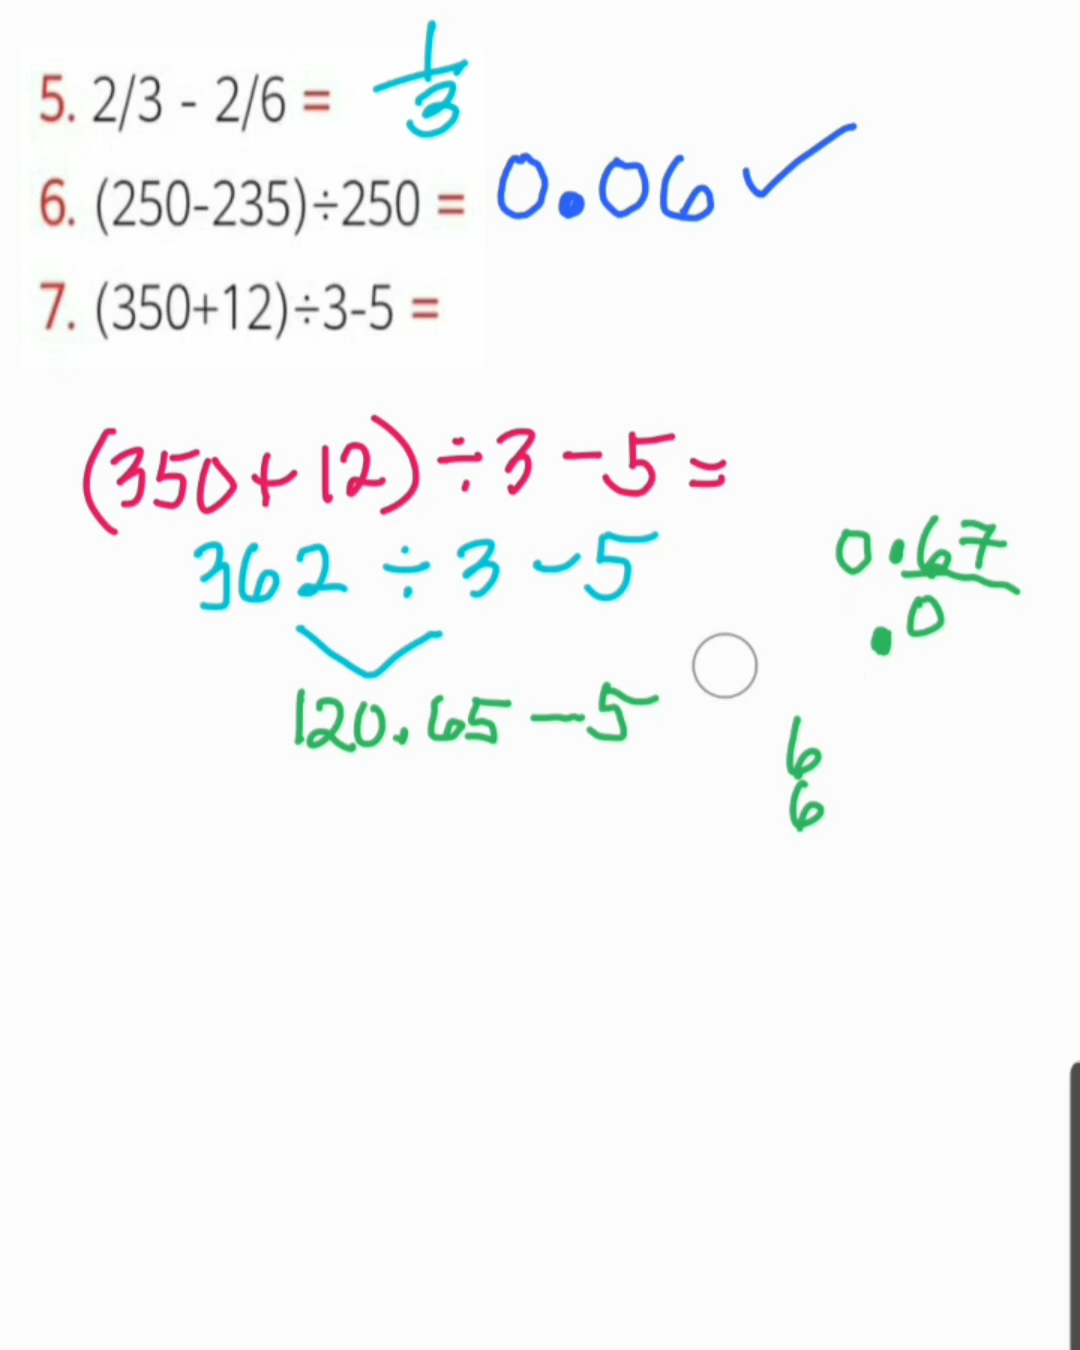 5. 2/3 - 2/6 = 1/3
6. (250-235)÷250 = 0.06 ✓
7. (350+12)÷3-5 =
(350+12)÷3-5=
362÷3-5
0.67
.0
120.65-5
6
6